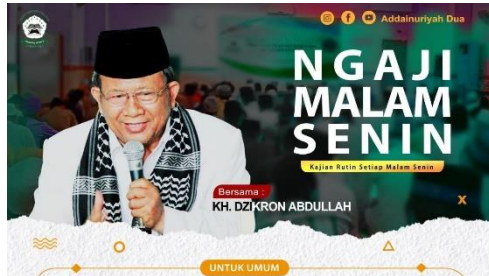 Addainuriyah Dua
NGAJI
MALAM
SENIN
Kajian Rutin Setiap Malam Senin
Bersama :
KH. DZIKRON ABDULLAH
UNTUK UMUM